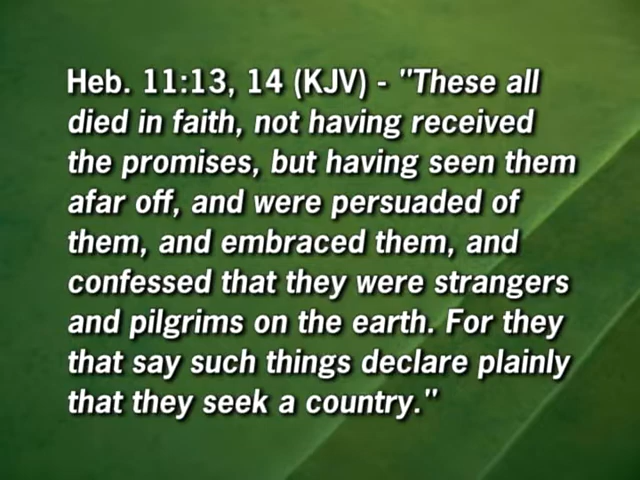 Heb. 11:13, 14 (KJV) - "These all
died in faith, not having received
the promises, but having seen them
afar off, and were persuaded of
them, and embraced them, and
confessed that they were strangers
and pilgrims on the earth. For they
that say such things declare plainly
that they seek a country."